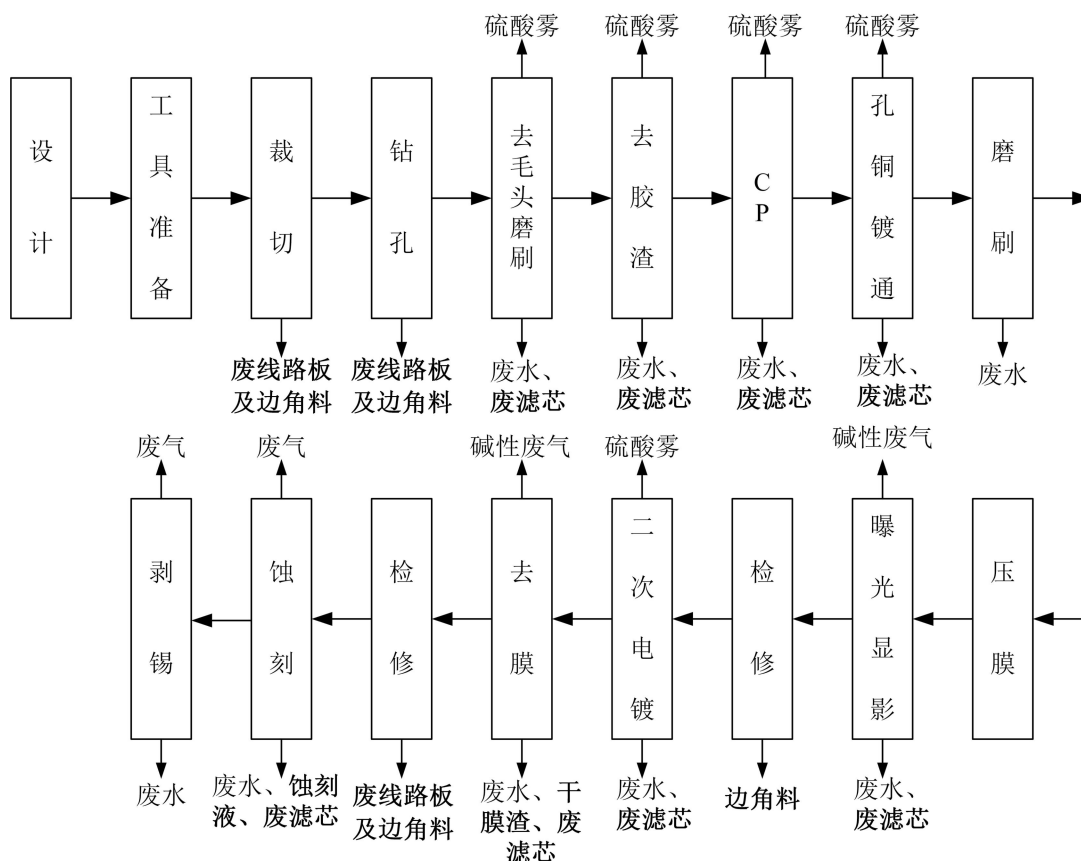 硫酸雾
硫酸雾
硫酸雾
硫酸雾
设计
工具准备
裁切
钻孔
去毛头磨刷
去胶渣
CP
孔铜镀通
磨刷
废线路板
及边角料
废线路板
及边角料
废水、
废滤芯
废水、
废滤芯
废水、
废滤芯
废水、
废滤芯
废水
废气
废气
碱性废气
硫酸雾
碱性废气
剥锡
蚀刻
检修
去膜
二次电镀
检修
曝光显影
压膜
废水
废水、蚀刻
液、废滤芯
废线路板
及边角料
废水、干
膜渣、废
滤芯
废水、
废滤芯
边角料
废水、
废滤芯